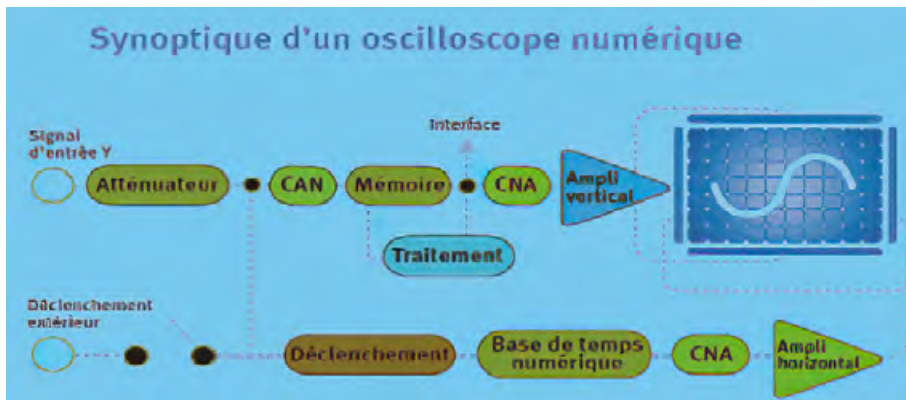 Synoptique d'un oscilloscope numérique
Signal
d'entrée Y
Interface
Atténuateur
CAN
Mémoire
CNA
Ampli
vertical
Traitement
Déclenchement
extérieur
Déclenchement
Base de temps
numérique
CNA
Ampli
horizontal